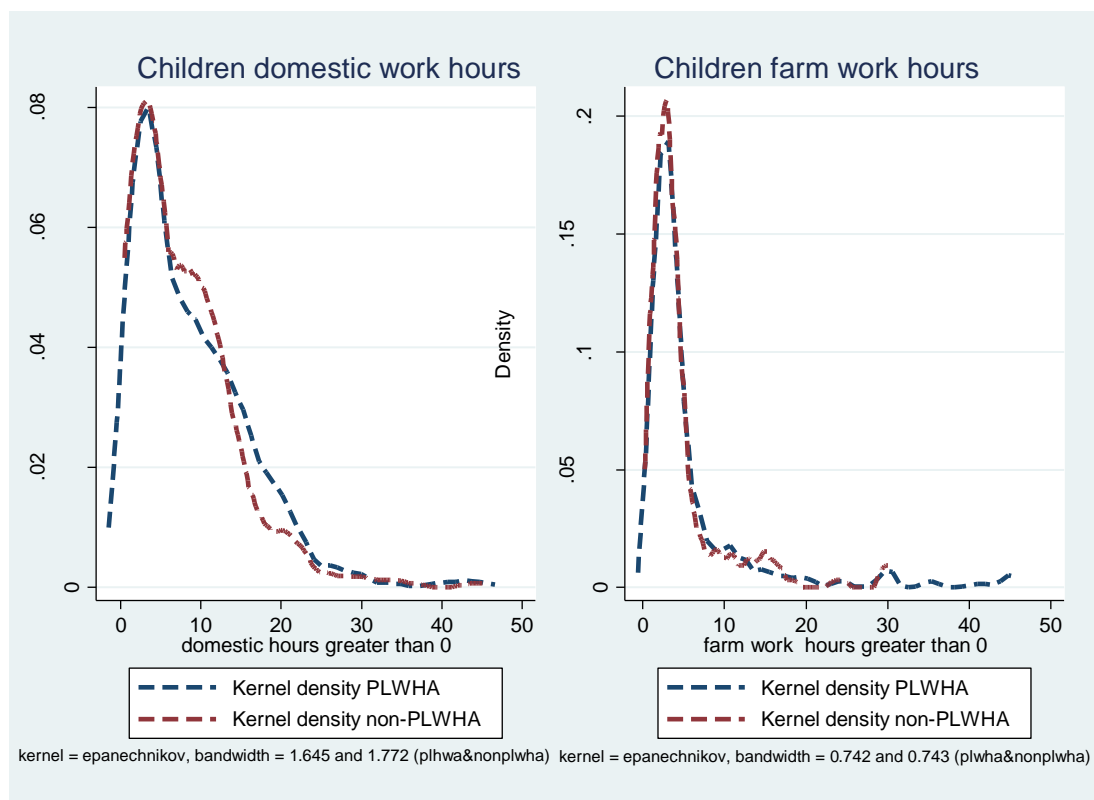 Children domestic work hours
.08
.06
.04
.02
0
0 10 20 30 40 50
domestic hours greater than 0
Kernel density PLWHA
Kernel density non-PLWHA
kernel = epanechnikov, bandwidth = 1.645 and 1.772 (plhwa&nonplwha)
Children farm work hours
Density
.2
.15
.1
.05
0
0 10 20 30 40 50
farm work  hours greater than 0
Kernel density PLWHA
Kernel density non-PLWHA
kernel = epanechnikov, bandwidth = 0.742 and 0.743 (plwha&nonplwha)